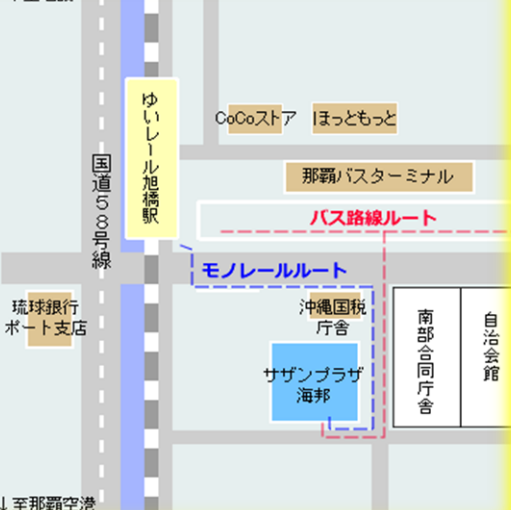 CoCoストア
ほっともっと
ゆいレール旭橋駅
国道58号線
那覇バスターミナル
バス路線ルート
モノレールルート
琉球銀行
ポート支店
沖縄国税
庁舎
サザンプラザ
海邦
南部合同庁舎
自治会館
↓至那覇空港